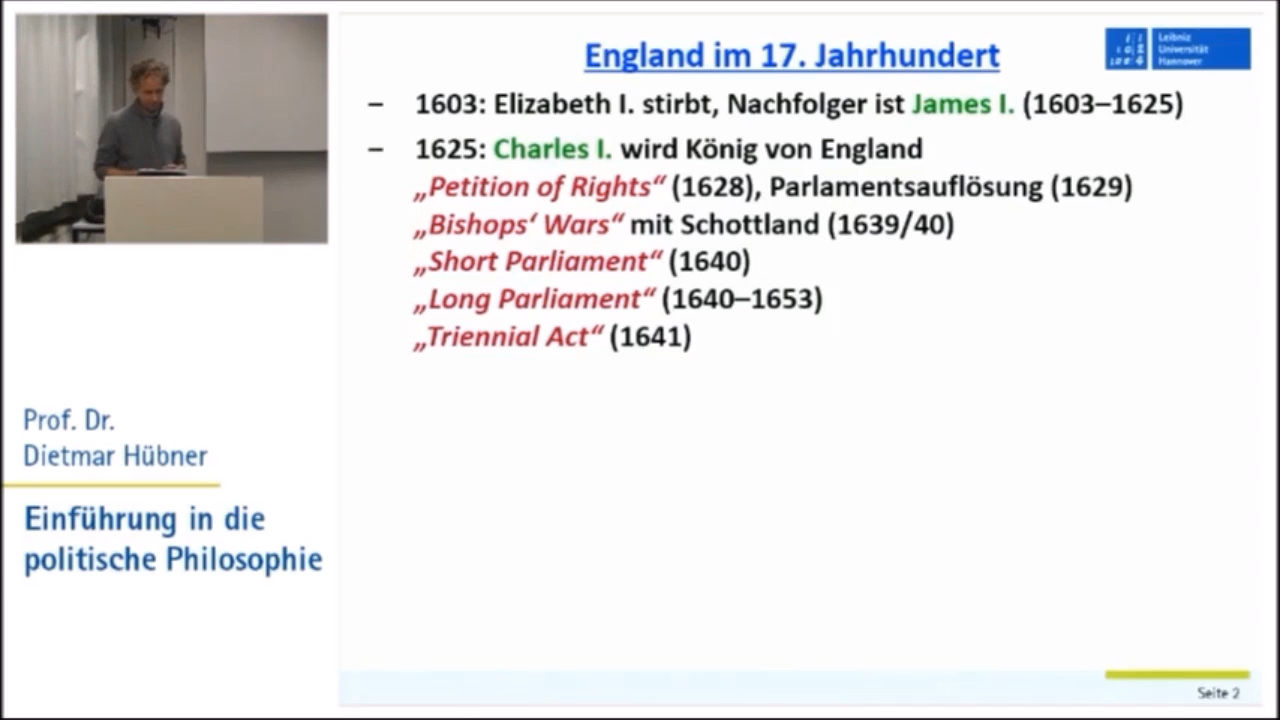 England im 17. Jahrhundert
Leibniz
Universität
Hannover
– 1603: Elizabeth I. stirbt, Nachfolger ist James I. (1603–1625)
– 1625: Charles I. wird König von England
„Petition of Rights“ (1628), Parlamentsauflösung (1629)
„Bishops‘ Wars“ mit Schottland (1639/40)
„Short Parliament“ (1640)
„Long Parliament“ (1640–1653)
„Triennial Act“ (1641)
Prof. Dr.
Dietmar Hübner
Einführung in die
politische Philosophie
Seite 2